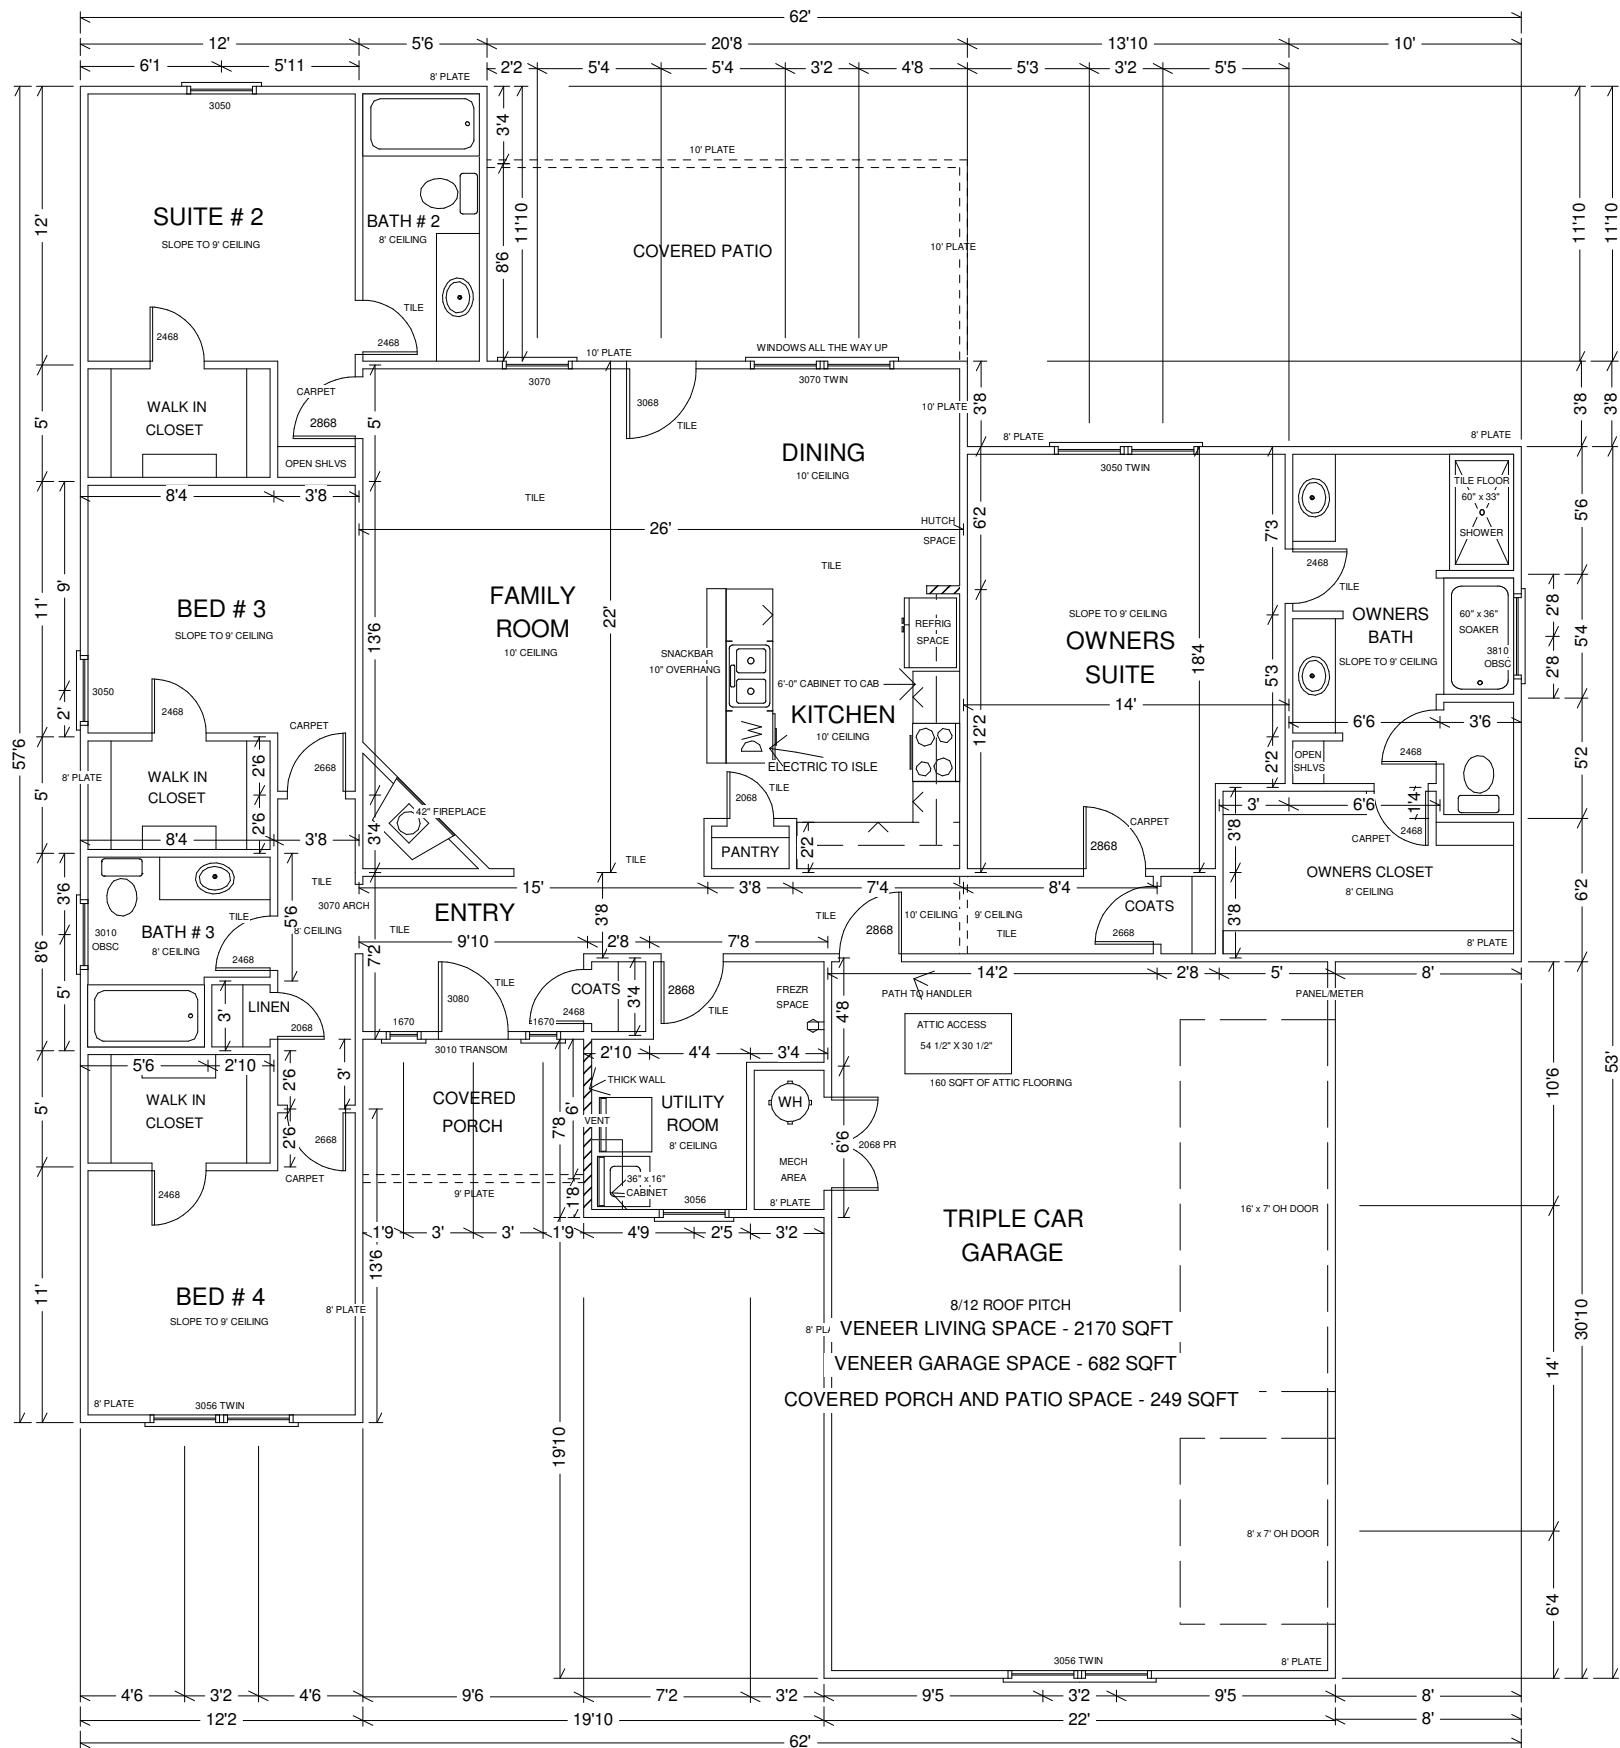 62'
12'
5'6
20'8
13'10
10'
6'1
5'11
8' PLATE
2'2
5'4
5'4
3'2
4'8
5'3
3'2
5'5
3050
3'4
10' PLATE
11'10
8'6
12'
SUITE # 2
SLOPE TO 9' CEILING
BATH # 2
8' CEILING
COVERED PATIO
10' PLATE
11'10
11'10
TILE
2468
2468
10' PLATE
WINDOWS ALL THE WAY UP
3070
3070 TWIN
3068
TILE
10' PLATE
3'8
3'8
3'8
5'
WALK IN
CLOSET
CARPET
2868
5'
OPEN SHLVS
DINING
10' CEILING
8' PLATE
8' PLATE
3050 TWIN
8'4
3'8
TILE
26'
HUTCH
SPACE
6'2
7'3
TILE FLOOR
60" x 33"
SHOWER
5'6
57'6
11'
9'
2'
BED # 3
SLOPE TO 9' CEILING
3050
13'6
FAMILY
ROOM
10' CEILING
22'
TILE
SNACKBAR
10" OVERHANG
REFRIG
SPACE
6'-0" CABINET TO CAB
KITCHEN
10' CEILING
DW
ELECTRIC TO ISLE
SLOPE TO 9' CEILING
OWNERS
SUITE
18'4
14'
12'2
2468
TILE
OWNERS
BATH
SLOPE TO 9' CEILING
5'3
60" x 36"
SOAKER
3810
OBSC
2'8
2'8
5'4
6'6
3'6
2468
CARPET
2668
8' PLATE
5'
WALK IN
CLOSET
2'6
2'6
8'4
3'8
42" FIREPLACE
3'4
2068
TILE
PANTRY
2'2
TILE
OPEN
SHLVS
2'2
2468
5'2
3'
6'6
1'4
CARPET
2868
3'8
CARPET
2468
3'6
3010
OBSC
8'6
5'
BATH # 3
8' CEILING
TILE
2468
TILE
3070 ARCH
8' CEILING
5'6
15'
ENTRY
TILE
7'2
3'8
3'8
7'4
8'4
TILE
2868
10' CEILING
9' CEILING
TILE
COATS
2668
OWNERS CLOSET
8' CEILING
3'8
8' PLATE
6'2
9'10
2'8
7'8
14'2
2'8
5'
8'
LINEN
3'
2068
3080
TILE
COATS
2468
3'4
2868
TILE
FREZR
SPACE
4'8
PATH TO HANDLER
PANEL/METER
1670
1670
3010 TRANSOM
ATTIC ACCESS
54 1/2" X 30 1/2"
160 SQFT OF ATTIC FLOORING
5'6
2'10
2'6
3'
2'10
4'4
3'4
THICK WALL
5'
WALK IN
CLOSET
2'6
2668
CARPET
COVERED
PORCH
9' PLATE
7'8
6'
VENT
UTILITY
ROOM
8' CEILING
WH
6'6
2068 PR
MECH
AREA
8' PLATE
36" x 16"
CABINET
1'8
3056
10'6
53'
2468
1'9
3'
3'
1'9
4'9
2'5
3'2
TRIPLE CAR
GARAGE
16' x 7' OH DOOR
11'
BED # 4
SLOPE TO 9' CEILING
13'6
8' PLATE
8/12 ROOF PITCH
VENEER LIVING SPACE - 2170 SQFT
VENEER GARAGE SPACE - 682 SQFT
COVERED PORCH AND PATIO SPACE - 249 SQFT
30'10
14'
8' PLATE
3056 TWIN
19'10
8' x 7' OH DOOR
6'4
3056 TWIN
8' PLATE
4'6
3'2
4'6
9'6
7'2
3'2
9'5
3'2
9'5
8'
12'2
19'10
22'
8'
62'